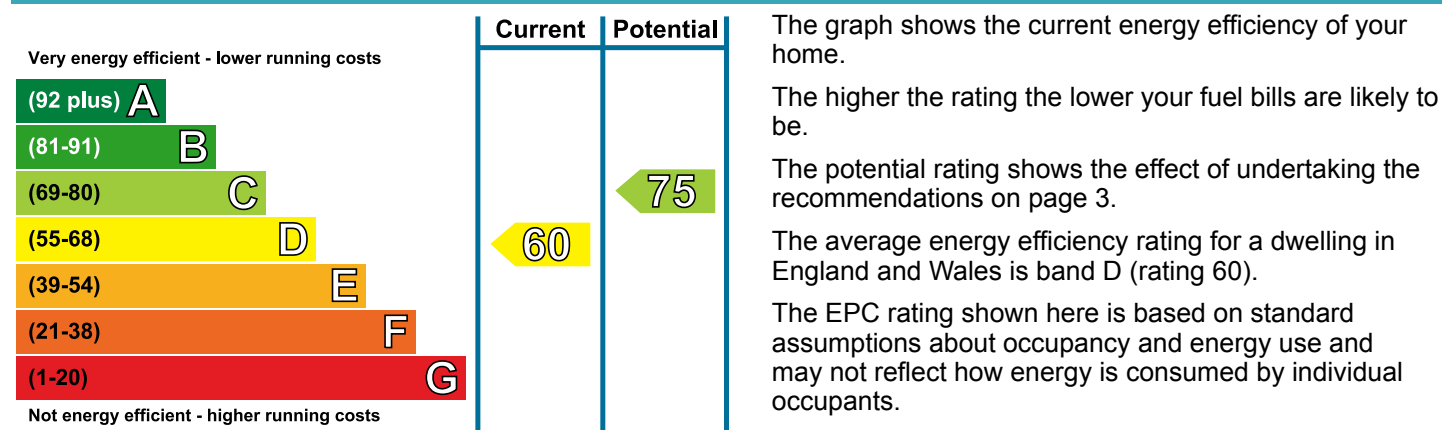 Current Potential
Very energy efficient - lower running costs
(92 plus) A
(81-91) B
(69-80) C
75
(55-68) D
60
(39-54) E
(21-38) F
(1-20) G
Not energy efficient - higher running costs
The graph shows the current energy efficiency of your
home.
The higher the rating the lower your fuel bills are likely to
be.
The potential rating shows the effect of undertaking the
recommendations on page 3.
The average energy efficiency rating for a dwelling in
England and Wales is band D (rating 60).
The EPC rating shown here is based on standard
assumptions about occupancy and energy use and
may not reflect how energy is consumed by individual
occupants.